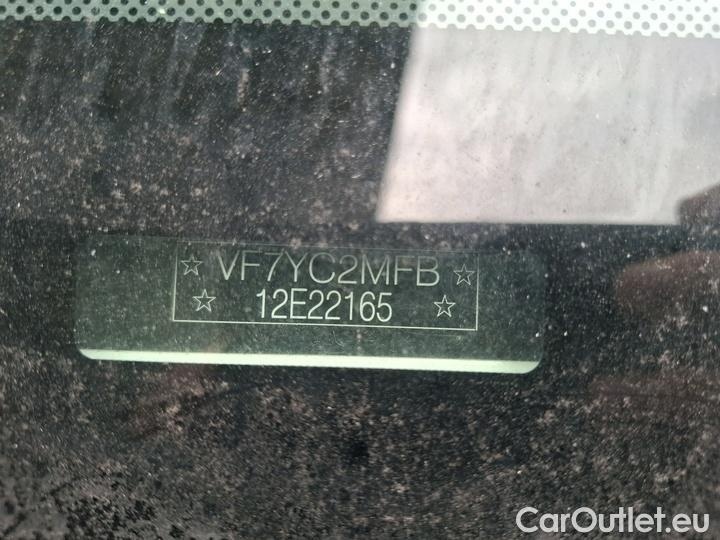 ☆ VF7YC2MFB ☆
☆ 12E22165 ☆
CarOutlet.eu